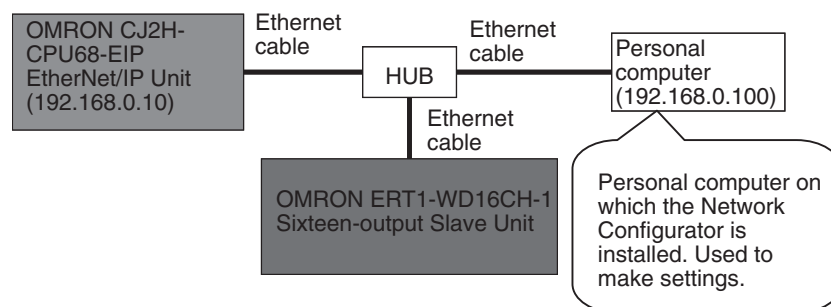 OMRON CJ2H-
CPU68-EIP
EtherNet/IP Unit
(192.168.0.10)
Ethernet
cable
HUB
Ethernet
cable
Personal
computer
(192.168.0.100)
Ethernet
cable
OMRON ERT1-WD16CH-1
Sixteen-output Slave Unit
Personal computer on
which the Network
Configurator is
installed. Used to
make settings.